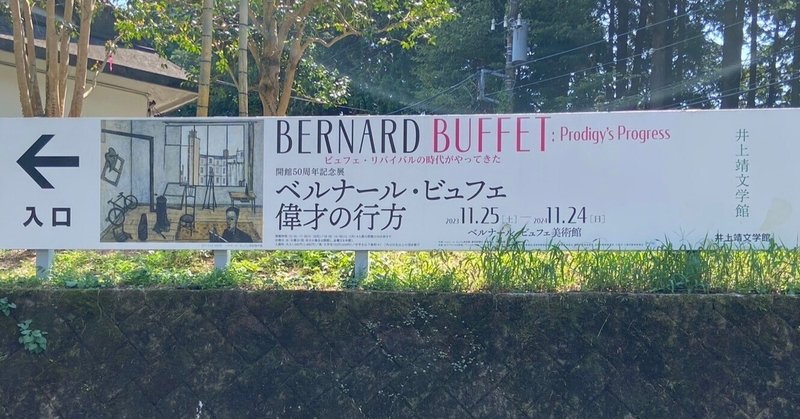 入口
BERNARD BUFFET: Prodigy's Progress
ビュフェ・リバイバルの時代がやってきた
開館50周年記念展
ベルナール・ビュフェ
偉才の行方
2023 11.25[土]—2024 11.24[日]
ベルナール・ビュフェ美術館
井上靖文学館
井上靖文学館